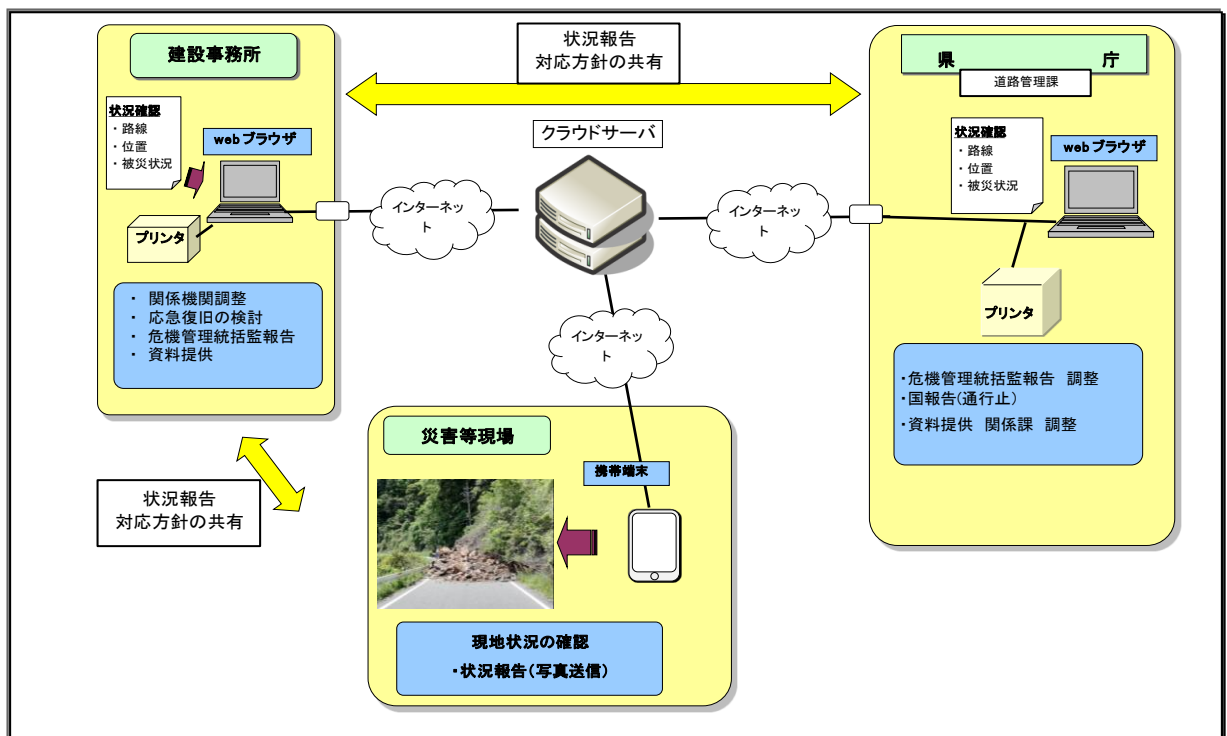 状況報告
対応方針の共有
建設事務所
状況確認
・路線
・位置
・被災状況
webブラウザ
プリンタ
・ 関係機関調整
・ 応急復旧の検討
・ 危機管理統括監報告
・ 資料提供
クラウドサーバ
インターネッ
ト
インターネッ
ト
インターネッ
ト
県 庁
道路管理課
状況確認
・路線
・位置
・被災状況
webブラウザ
プリンタ
・危機管理統括監報告 調整
・国報告(通行止)
・資料提供 関係課 調整
状況報告
対応方針の共有
災害等現場
携帯端末
現地状況の確認
・状況報告(写真送信)